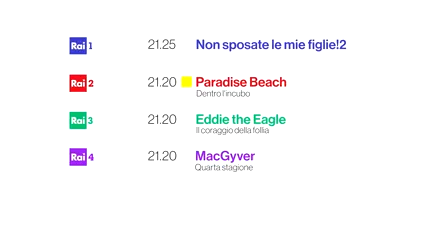 Rai 1 21.25 Non sposate le mie figlie!2
Rai 2 21.20 Paradise Beach
Dentro l'incubo
Rai 3 21.20 Eddie the Eagle
Il coraggio della follia
Rai 4 21.20 MacGyver
Quarta stagione